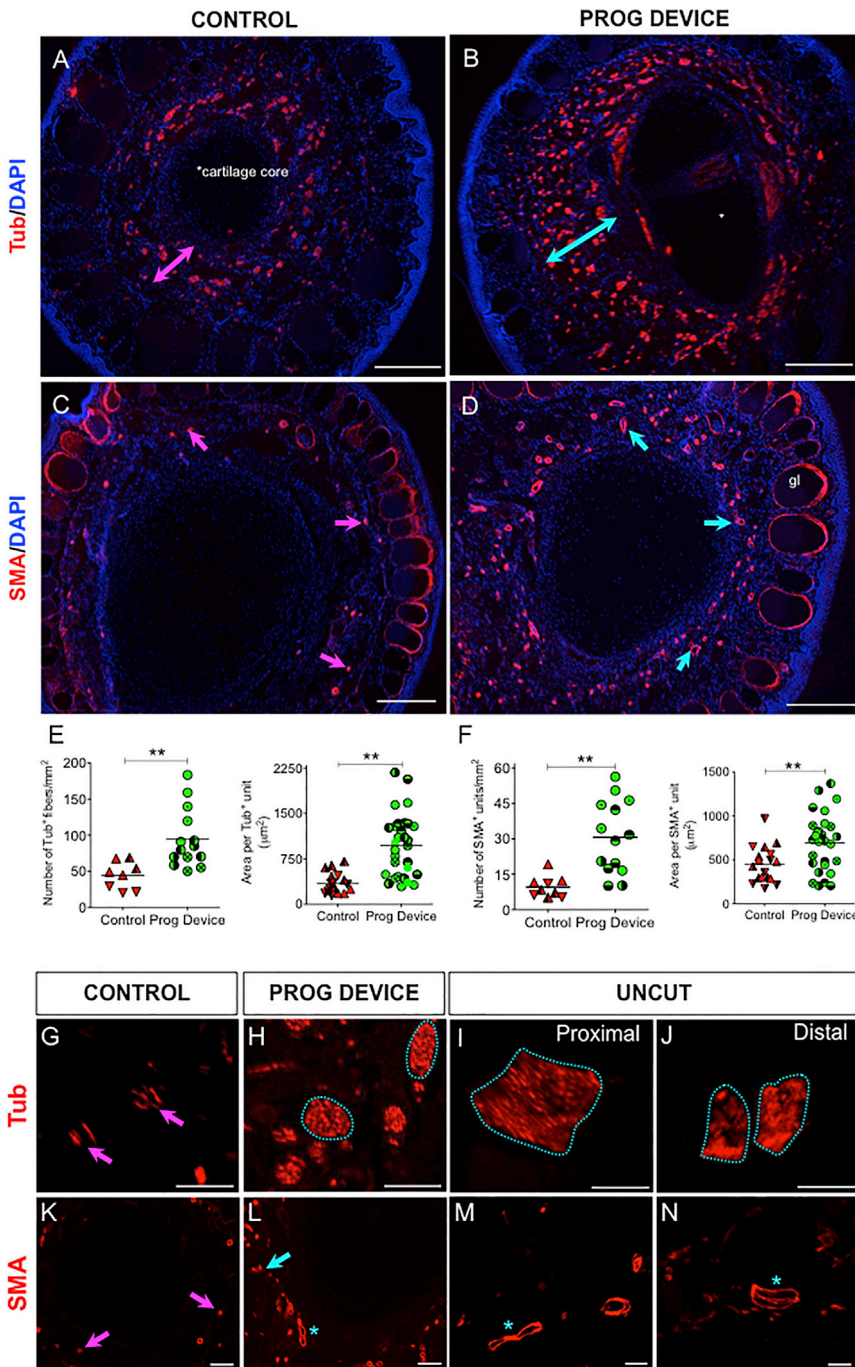 CONTROL
PROG DEVICE
Tub/DAPI
A
*cartilage core
B
*
SMA/DAPI
C
D
gl
E
**
Number of Tub+ fibers/mm2
200
150
100
50
0
Control Prog Device
**
Area per Tub+ unit
(µm2)
2250
1500
750
0
Control Prog Device
F
**
Number of SMA+ units/mm2
60
45
30
15
0
Control Prog Device
**
Area per SMA+ unit
(µm2)
1500
1000
500
0
Control Prog Device
CONTROL
PROG DEVICE
UNCUT
Tub
G
H
I
Proximal
J
Distal
SMA
K
L
*
M
*
N
*